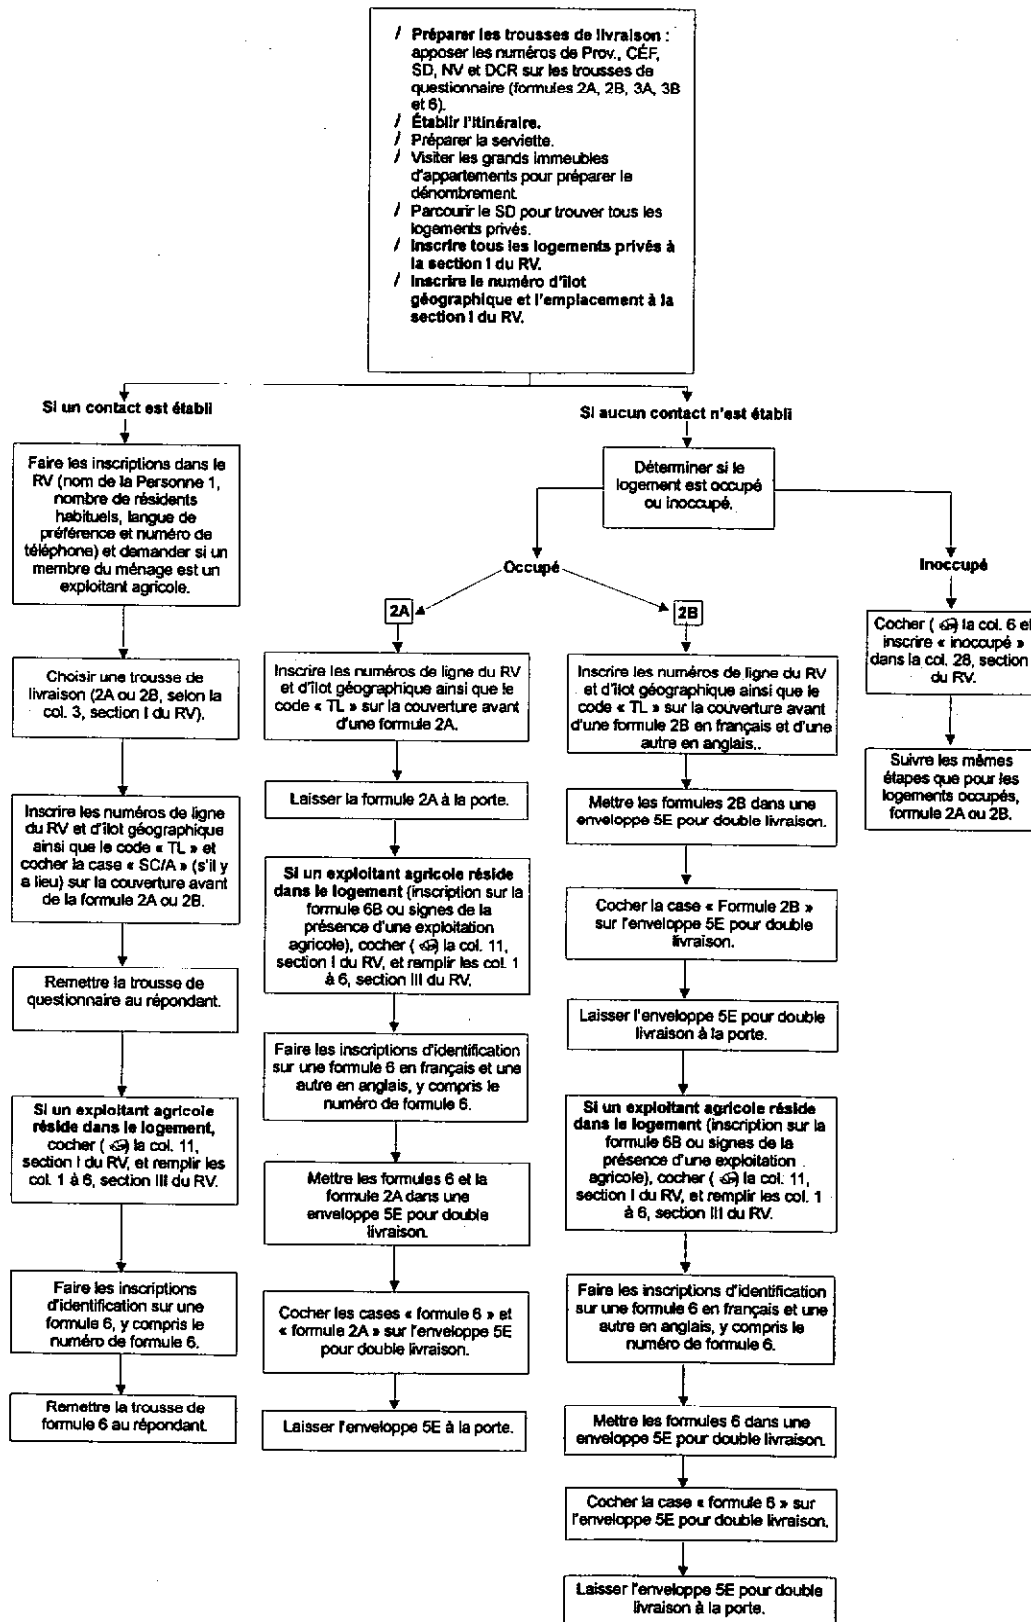 / Préparer les trousses de livraison :
apposer les numéros de Prov., CÉF,
SD, NV et DCR sur les trousses de
questionnaire (formules 2A, 2B, 3A, 3B
et 6).
/ Établir l'itinéraire.
/ Préparer la serviette.
/ Visiter les grands immeubles
d'appartements pour préparer le
dénombrement.
/ Parcourir le SD pour trouver tous les
logements privés.
/ Inscrire tous les logements privés à
la section I du RV.
/ Inscrire le numéro d'îlot
géographique et l'emplacement à la
section I du RV.
Si un contact est établi
Faire les inscriptions dans le
RV (nom de la Personne 1,
nombre de résidents
habituels, langue de
préférence et numéro de
téléphone) et demander si un
membre du ménage est un
exploitant agricole.
Choisir une trousse de
livraison (2A ou 2B, selon la
col. 3, section I du RV).
Inscrire les numéros de ligne
du RV et d'îlot géographique
ainsi que le code « TL » et
cocher la case « SC/A » (s'il y
a lieu) sur la couverture avant
de la formule 2A ou 2B.
Remettre la trousse de
questionnaire au répondant.
Si un exploitant agricole
réside dans le logement,
cocher ( ) la col. 11,
section I du RV, et remplir les
col. 1 à 6, section III du RV.
Faire les inscriptions
d'identification sur une
formule 6, y compris le
numéro de formule 6.
Remettre la trousse de
formule 6 au répondant.
Si aucun contact n'est établi
Déterminer si le
logement est occupé
ou inoccupé.
Occupé
2A
Inscrire les numéros de ligne du RV
et d'îlot géographique ainsi que le
code « TL » sur la couverture avant
d'une formule 2A.
Laisser la formule 2A à la porte.
Si un exploitant agricole réside
dans le logement (inscription sur la
formule 6B ou signes de la
présence d'une exploitation
agricole), cocher ( ) la col. 11,
section I du RV, et remplir les col. 1
à 6, section III du RV.
Faire les inscriptions d'identification
sur une formule 6 en français et une
autre en anglais, y compris le
numéro de formule 6.
Mettre les formules 6 et la
formule 2A dans une
enveloppe 5E pour double
livraison.
Cocher les cases « formule 6 » et
« formule 2A » sur l'enveloppe 5E
pour double livraison.
Laisser l'enveloppe 5E à la porte.
2B
Inscrire les numéros de ligne du RV
et d'îlot géographique ainsi que le
code « TL » sur la couverture avant
d'une formule 2B en français et d'une
autre en anglais..
Mettre les formules 2B dans une
enveloppe 5E pour double livraison.
Cocher la case « Formule 2B »
sur l'enveloppe 5E pour double
livraison.
Laisser l'enveloppe 5E pour double
livraison à la porte.
Si un exploitant agricole réside
dans le logement (inscription sur la
formule 6B ou signes de la
présence d'une exploitation
agricole), cocher ( ) la col. 11,
section I du RV, et remplir les col. 1
à 6, section III du RV.
Faire les inscriptions d'identification
sur une formule 6 en français et une
autre en anglais, y compris le
numéro de formule 6.
Mettre les formules 6 dans une
enveloppe 5E pour double livraison.
Cocher la case « formule 6 » sur
l'enveloppe 5E pour double livraison.
Laisser l'enveloppe 5E pour double
livraison à la porte.
Inoccupé
Cocher ( ) la col. 6 et
inscrire « inoccupé »
dans la col. 28, section
du RV.
Suivre les mêmes
étapes que pour les
logements occupés,
formule 2A ou 2B.